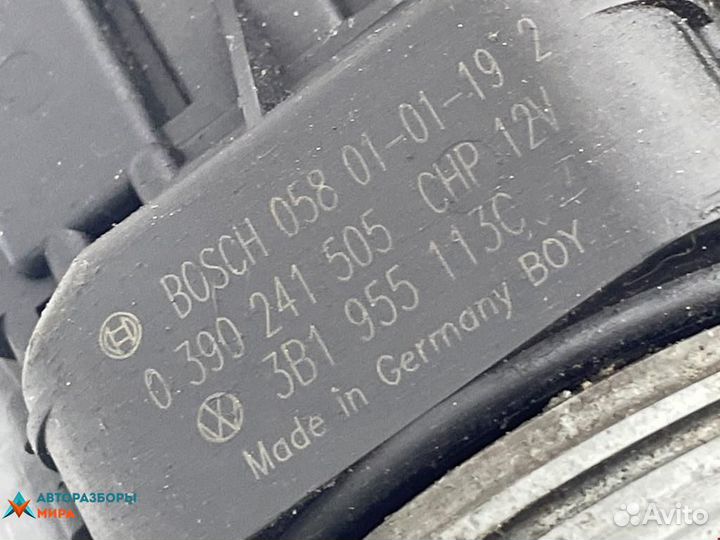 BOSCH 058 01-01-19 2
0 390 241 505 CHP 12V
3B1 955 113C
Made in Germany BOY
АВТОРАЗБОРЫ
МИРА
Avito